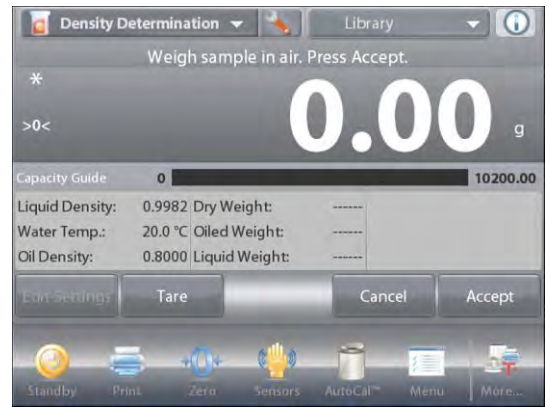 Density Determination Library
Weigh sample in air. Press Accept.
*
>0<
0.00 g
Capacity Guide 0 10200.00
Liquid Density: 0.9982 Dry Weight: ------
Water Temp.: 20.0 °C Oiled Weight: ------
Oil Density: 0.8000 Liquid Weight: ------
Edit Settings Tare Cancel Accept
Standby Print Zero Sensors AutoCal™ Menu More...